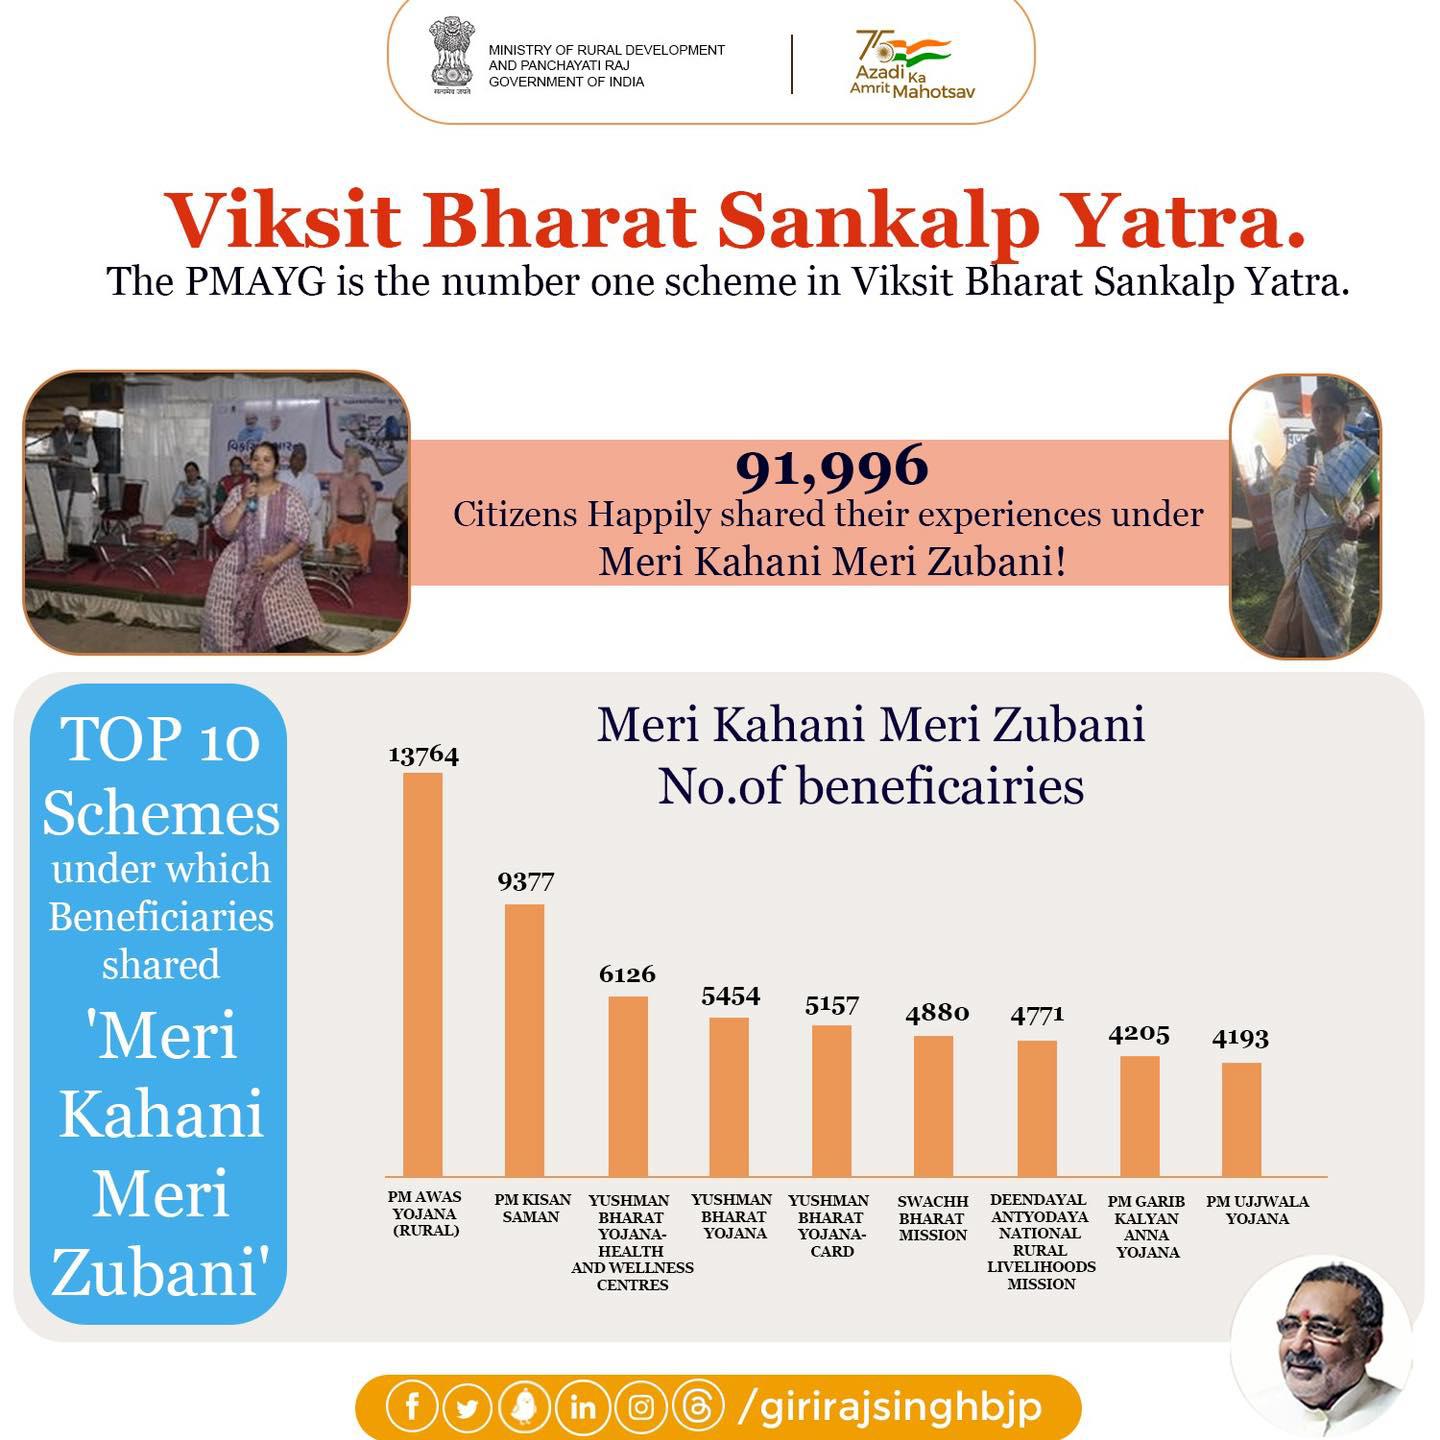 सत्यमेव जयते
MINISTRY OF RURAL DEVELOPMENT
AND PANCHAYATI RAJ
GOVERNMENT OF INDIA
75
Azadi Ka
Amrit Mahotsav
Viksit Bharat Sankalp Yatra.
The PMAYG is the number one scheme in Viksit Bharat Sankalp Yatra.
91,996
Citizens Happily shared their experiences under
Meri Kahani Meri Zubani!
TOP 10
Schemes
under which
Beneficiaries
shared
'Meri
Kahani
Meri
Zubani'
Meri Kahani Meri Zubani
No.of beneficairies
13764
9377
6126
5454
5157
4880
4771
4205
4193
PM AWAS
YOJANA
(RURAL)
PM KISAN
SAMAN
YUSHMAN
BHARAT
YOJANA-
HEALTH
AND WELLNESS
CENTRES
YUSHMAN
BHARAT
YOJANA
YUSHMAN
BHARAT
YOJANA-
CARD
SWACHH
BHARAT
MISSION
DEENDAYAL
ANTYODAYA
NATIONAL
RURAL
LIVELIHOODS
MISSION
PM GARIB
KALYAN
ANNA
YOJANA
PM UJJWALA
YOJANA
/girirajsinghbjp